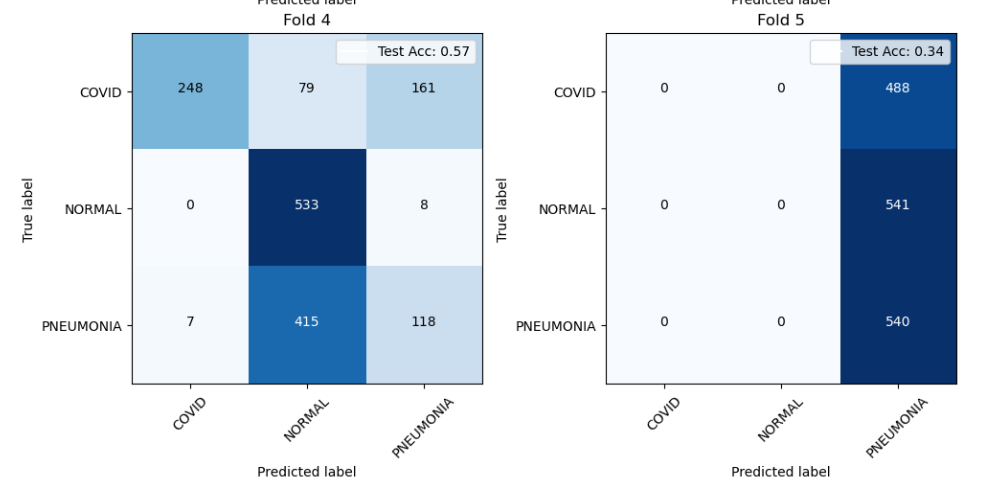 Predicted label
Predicted label
Fold 4
Test Acc: 0.57
True label
COVID
NORMAL
PNEUMONIA
248 79 161
0 533 8
7 415 118
COVID
NORMAL
PNEUMONIA
Predicted label
Fold 5
Test Acc: 0.34
True label
COVID
NORMAL
PNEUMONIA
0 0 488
0 0 541
0 0 540
COVID
NORMAL
PNEUMONIA
Predicted label